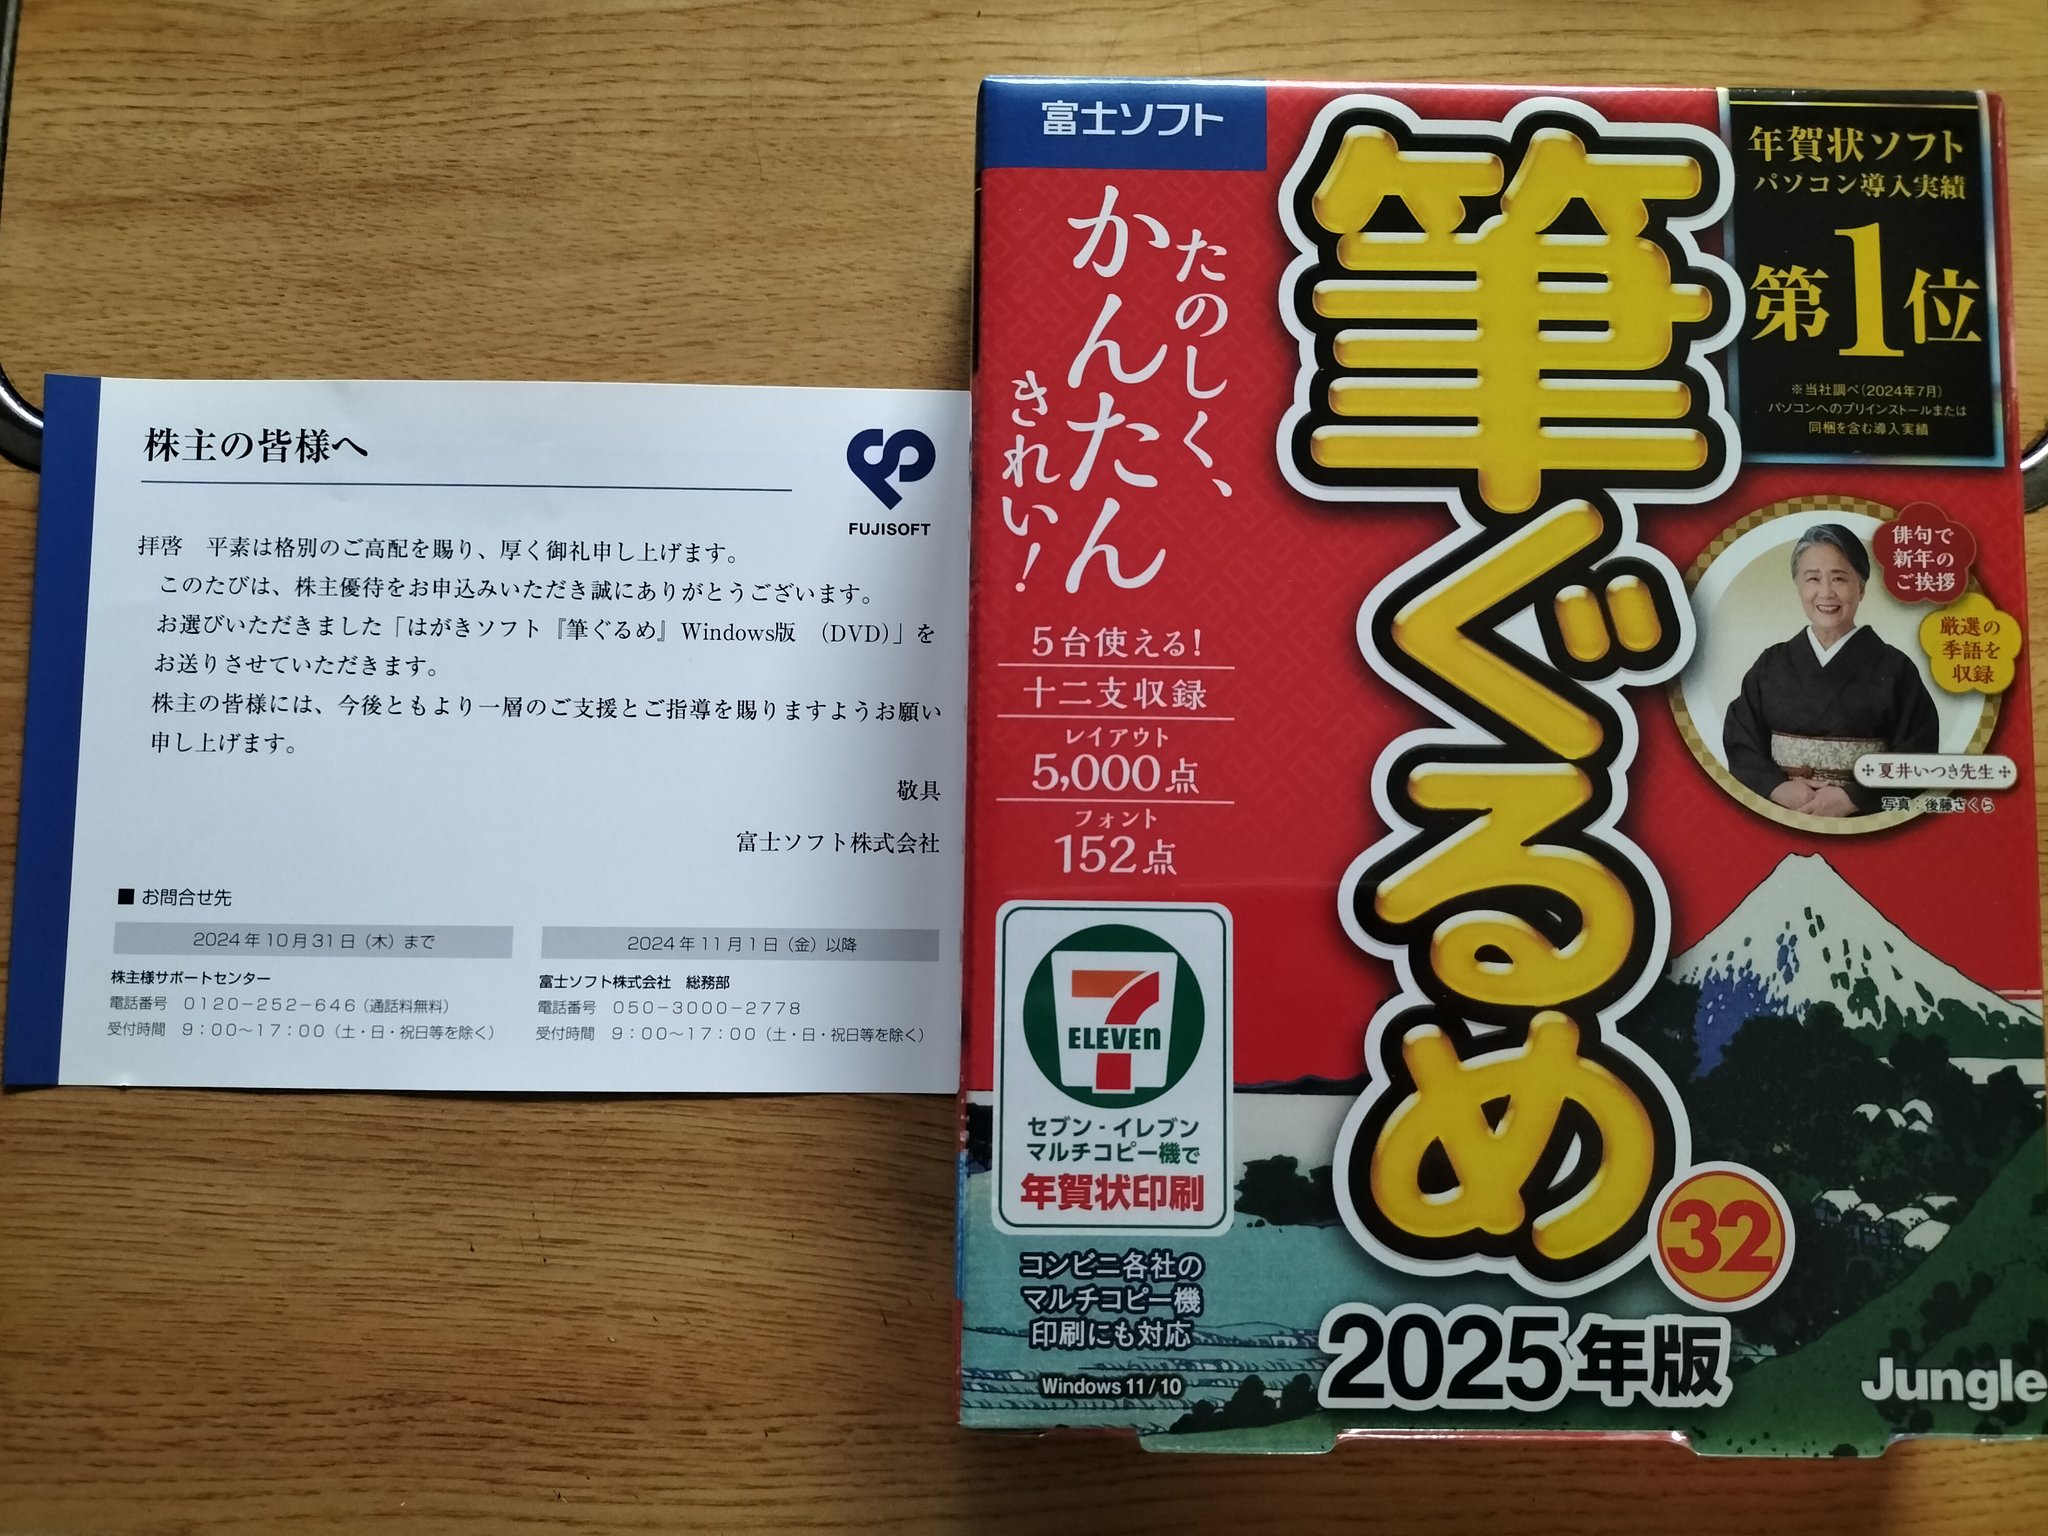 株主の皆様へ
FUJISOFT
拝啓　平素は格別のご高配を賜り、厚く御礼申し上げます。
このたびは、株主優待をお申込みいただき誠にありがとうございます。
お選びいただきました「はがきソフト『筆ぐるめ』Windows版　(DVD)」を
お送りさせていただきます。
株主の皆様には、今後ともより一層のご支援とご指導を賜りますようお願い
申し上げます。
敬具
富士ソフト株式会社
■ お問合せ先
2024年10月31日（木）まで
株主様サポートセンター
電話番号　0120-252-646（通話料無料）
受付時間　9：00～17：00（土・日・祝日等を除く）
2024年11月1日（金）以降
富士ソフト株式会社　総務部
電話番号　050-3000-2778
受付時間　9：00～17：00（土・日・祝日等を除く）
富士ソフト
たのしく、
かんたん
きれい！
5台使える！
十二支収録
レイアウト
5,000点
フォント
152点
7
ELEVEn
セブン‐イレブン
マルチコピー機で
年賀状印刷
コンビニ各社の
マルチコピー機
印刷にも対応
Windows 11/10
筆ぐるめ
32
2025年版
年賀状ソフト
パソコン導入実績
第1位
※当社調べ（2024年7月）
パソコンへのプリインストールまたは
同梱を含む導入実績
俳句で
新年の
ご挨拶
厳選の
季語を
収録
夏井いつき先生
写真：後藤さくら
Jungle